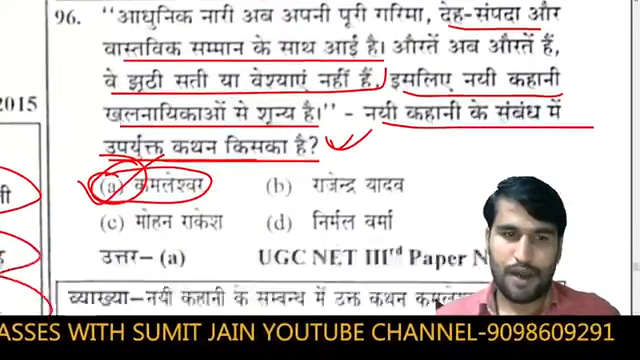 96. "आधुनिक नारी अब अपनी पूरी गरिमा, देह-संपदा और
वास्तविक सम्मान के साथ आई है। औरतें अब औरतें हैं,
वे झूठी सती या वेश्याएं नहीं हैं, इसलिए नयी कहानी
खलनायिकाओं से शून्य है।" - नयी कहानी के संबंध में
उपर्युक्त कथन किसका है?
2015
(a) कमलेश्वर (b) राजेन्द्र यादव
(c) मोहन राकेश (d) निर्मल वर्मा
उत्तर—(a) UGC NET IIIrd Paper
व्याख्या—नयी कहानी के सम्बन्ध में उक्त कथन
ASSES WITH SUMIT JAIN YOUTUBE CHANNEL-9098609291